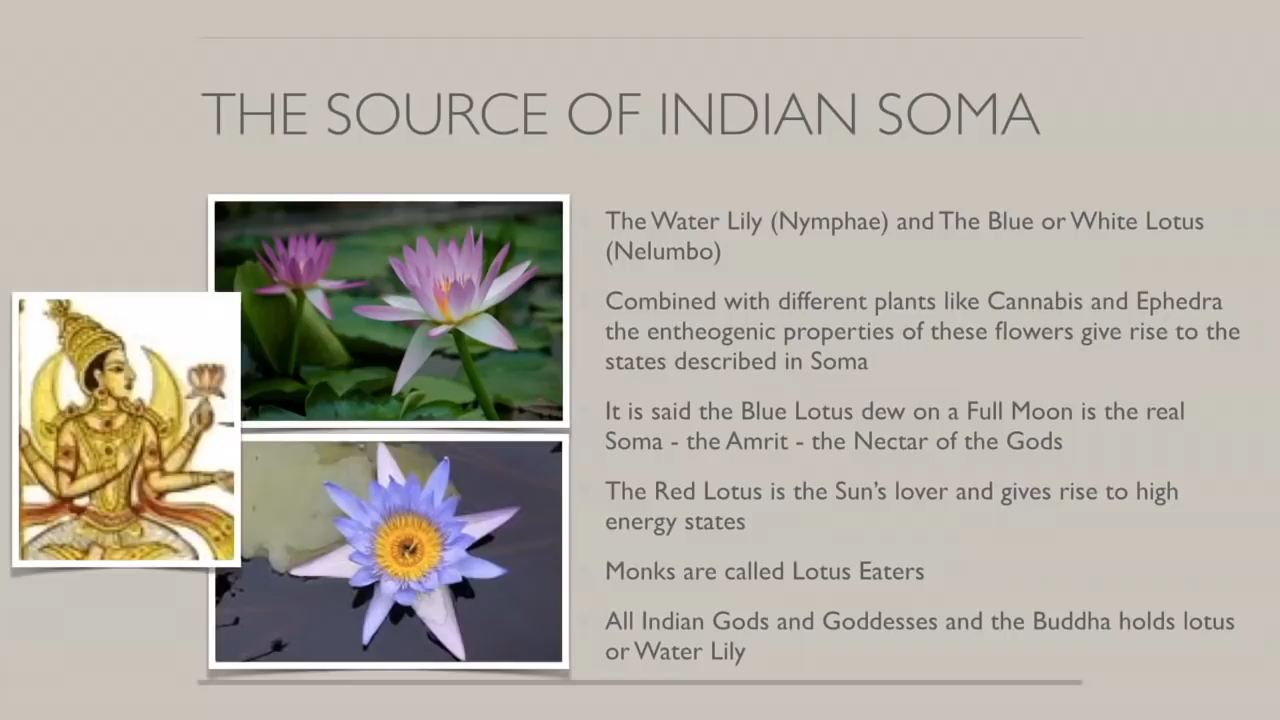 THE SOURCE OF INDIAN SOMA
The Water Lily (Nymphae) and The Blue or White Lotus
(Nelumbo)
Combined with different plants like Cannabis and Ephedra
the entheogenic properties of these flowers give rise to the
states described in Soma
It is said the Blue Lotus dew on a Full Moon is the real
Soma - the Amrit - the Nectar of the Gods
The Red Lotus is the Sun's lover and gives rise to high
energy states
Monks are called Lotus Eaters
All Indian Gods and Goddesses and the Buddha holds lotus
or Water Lily